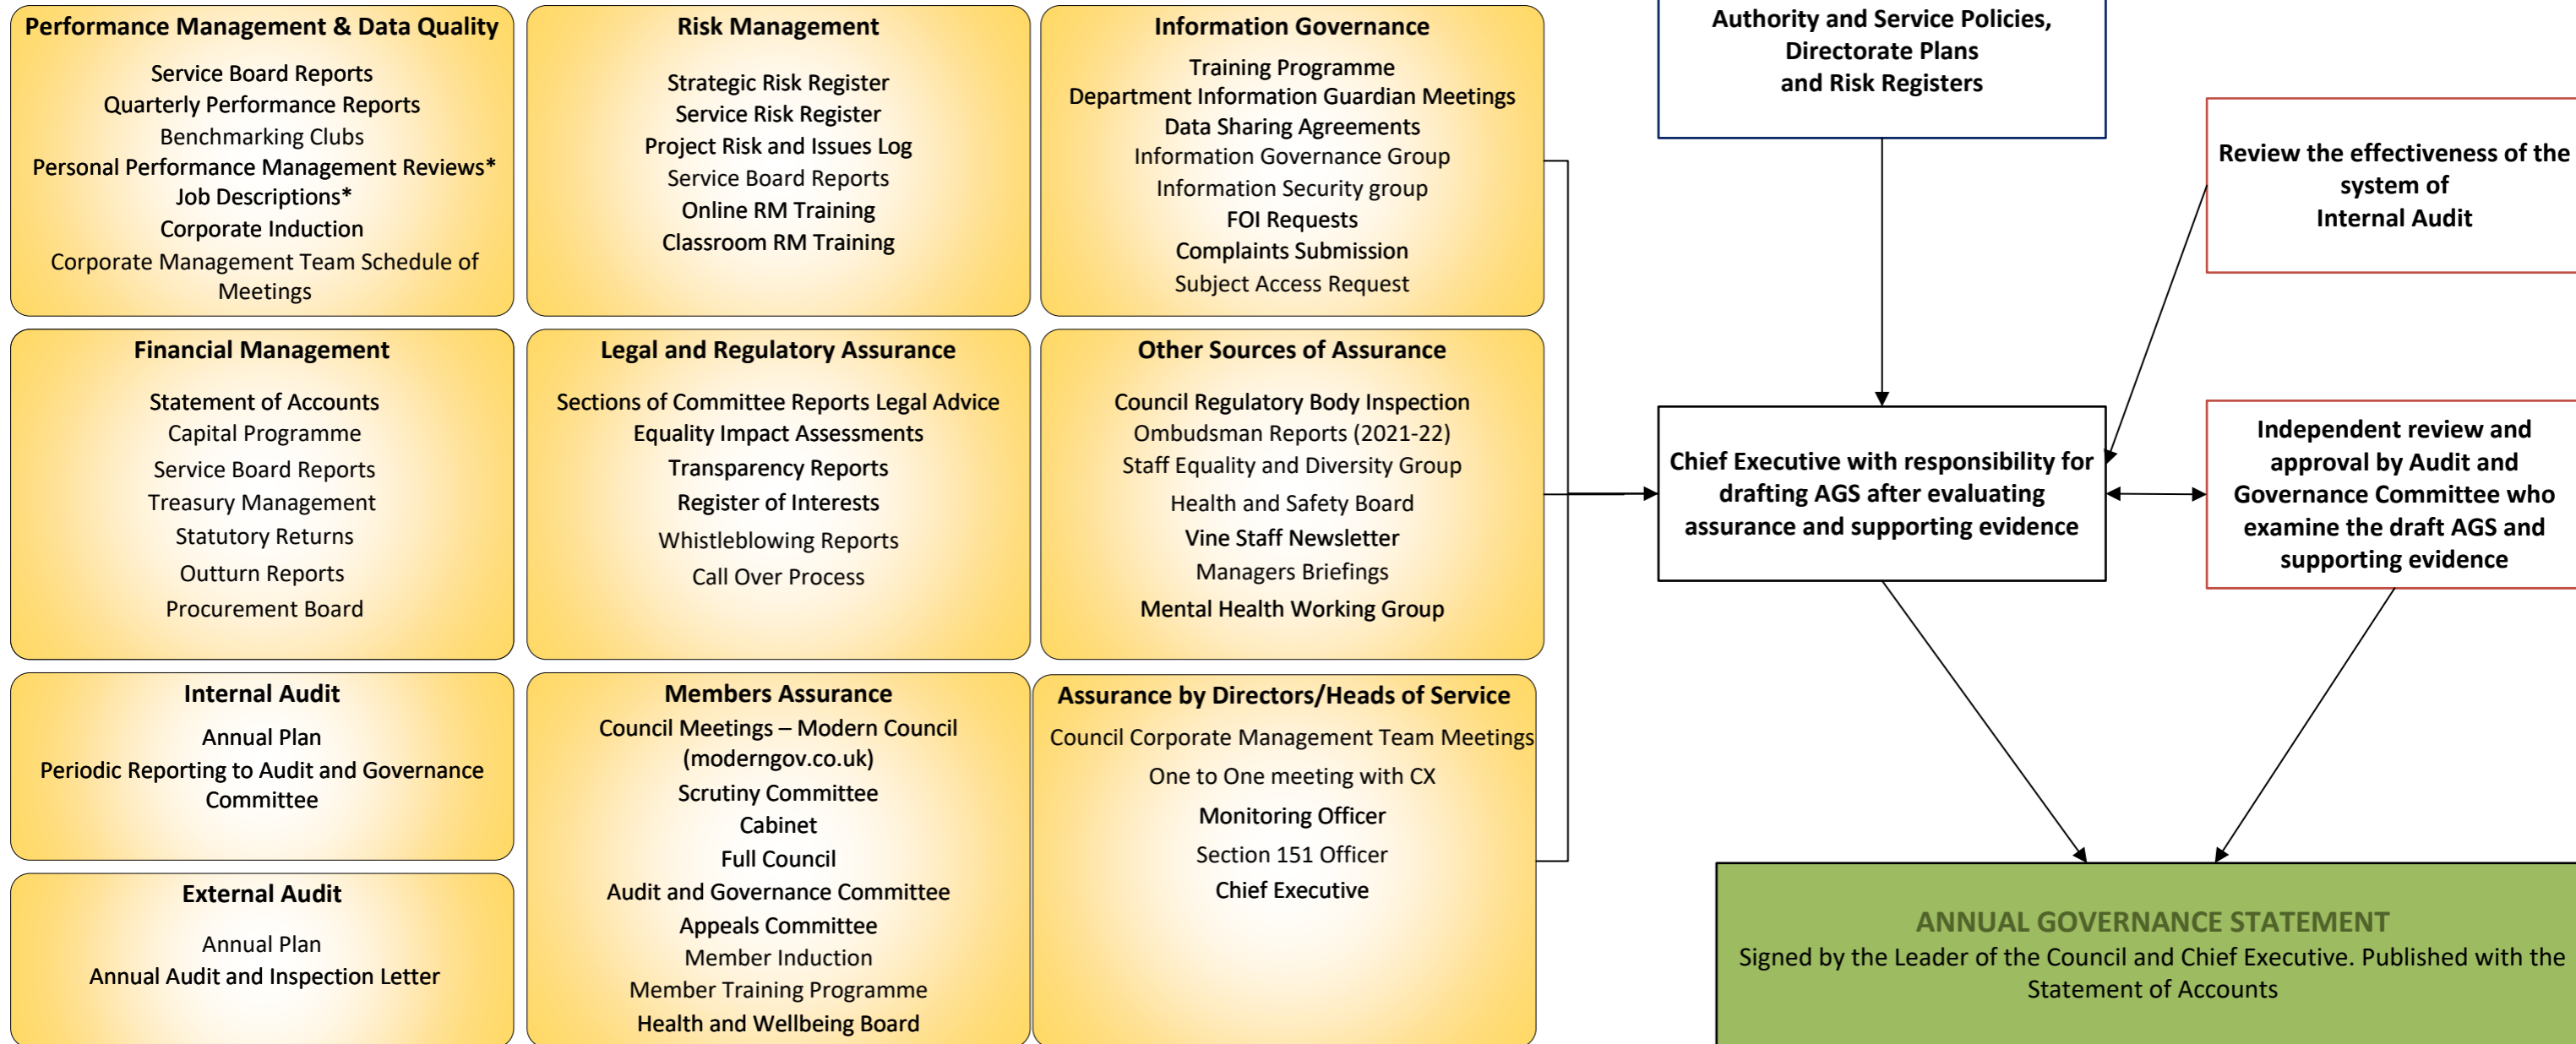 Performance Management & Data Quality
Service Board Reports
Quarterly Performance Reports
Benchmarking Clubs
Personal Performance Management Reviews*
Job Descriptions*
Corporate Induction
Corporate Management Team Schedule of
Meetings
Risk Management
Strategic Risk Register
Service Risk Register
Project Risk and Issues Log
Service Board Reports
Online RM Training
Classroom RM Training
Information Governance
Training Programme
Department Information Guardian Meetings
Data Sharing Agreements
Information Governance Group
Information Security group
FOI Requests
Complaints Submission
Subject Access Request
Authority and Service Policies,
Directorate Plans
and Risk Registers
Review the effectiveness of the
system of
Internal Audit
Financial Management
Statement of Accounts
Capital Programme
Service Board Reports
Treasury Management
Statutory Returns
Outturn Reports
Procurement Board
Legal and Regulatory Assurance
Sections of Committee Reports Legal Advice
Equality Impact Assessments
Transparency Reports
Register of Interests
Whistleblowing Reports
Call Over Process
Other Sources of Assurance
Council Regulatory Body Inspection
Ombudsman Reports (2021-22)
Staff Equality and Diversity Group
Health and Safety Board
Vine Staff Newsletter
Managers Briefings
Mental Health Working Group
Chief Executive with responsibility for
drafting AGS after evaluating
assurance and supporting evidence
Independent review and
approval by Audit and
Governance Committee who
examine the draft AGS and
supporting evidence
Internal Audit
Annual Plan
Periodic Reporting to Audit and Governance
Committee
External Audit
Annual Plan
Annual Audit and Inspection Letter
Members Assurance
Council Meetings – Modern Council
(moderngov.co.uk)
Scrutiny Committee
Cabinet
Full Council
Audit and Governance Committee
Appeals Committee
Member Induction
Member Training Programme
Health and Wellbeing Board
Assurance by Directors/Heads of Service
Council Corporate Management Team Meetings
One to One meeting with CX
Monitoring Officer
Section 151 Officer
Chief Executive
ANNUAL GOVERNANCE STATEMENT
Signed by the Leader of the Council and Chief Executive. Published with the
Statement of Accounts